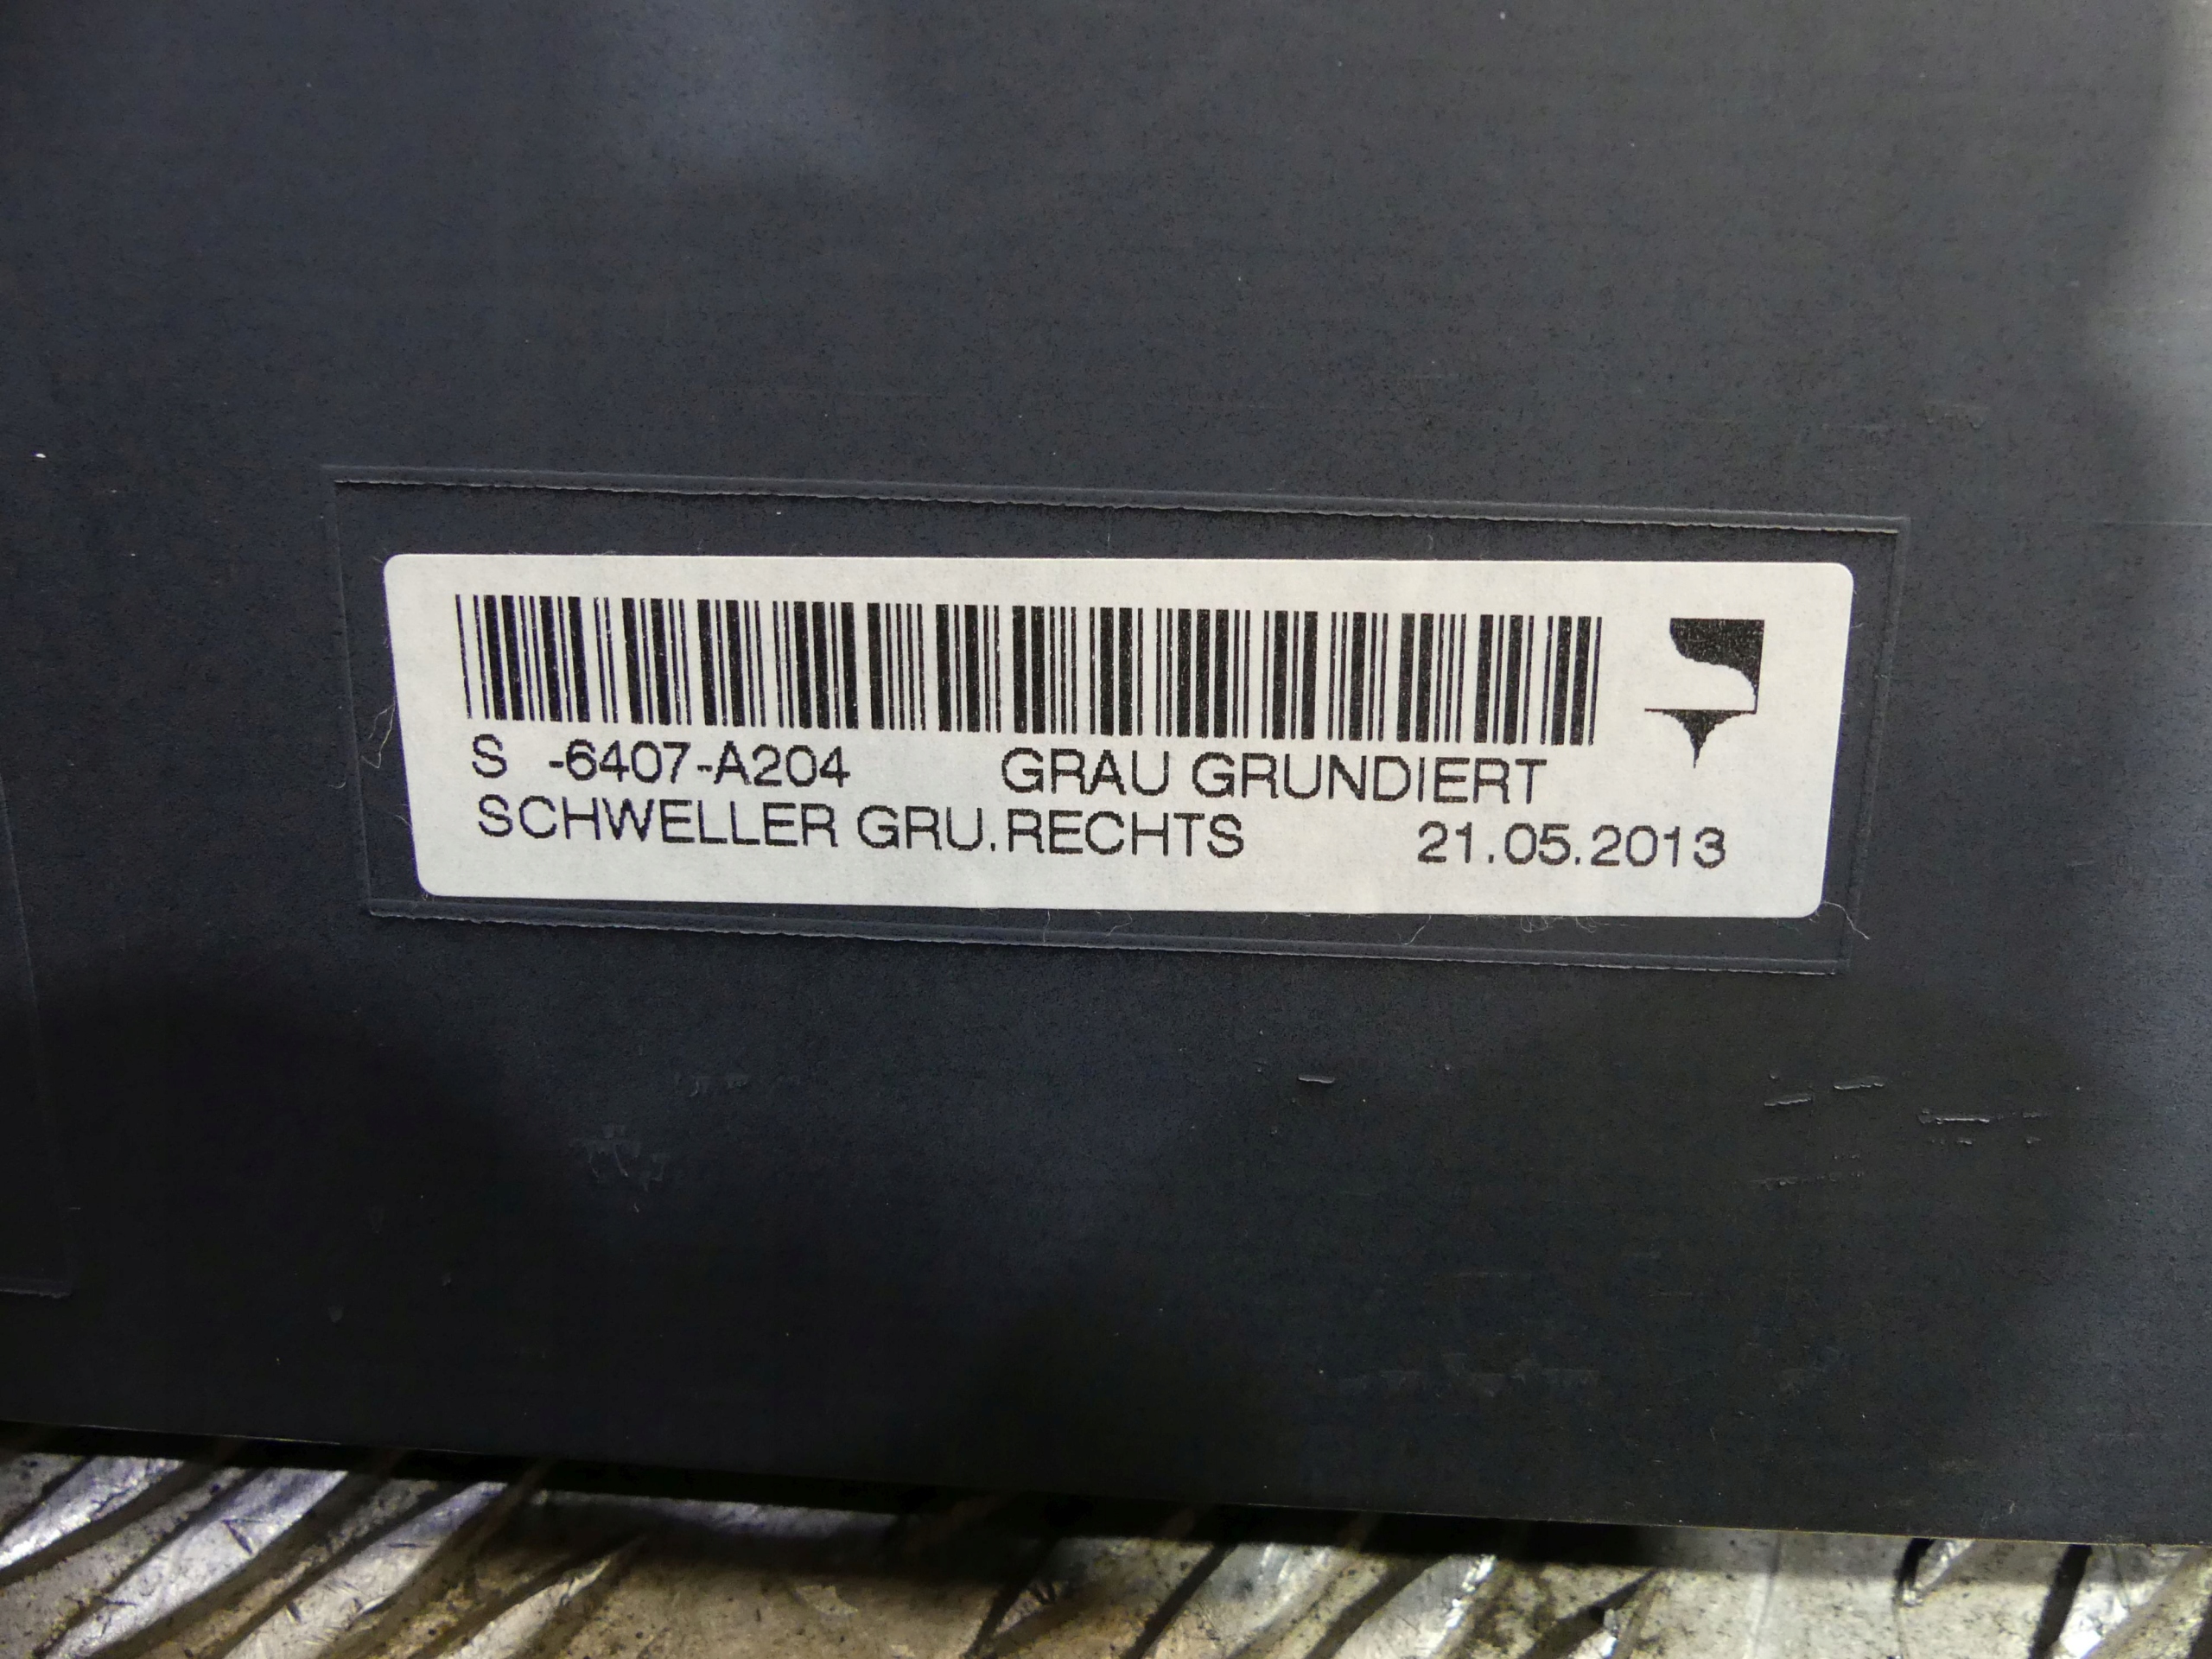 S -6407-A204 GRAU GRUNDIERT
SCHWELLER GRU.RECHTS 21.05.2013